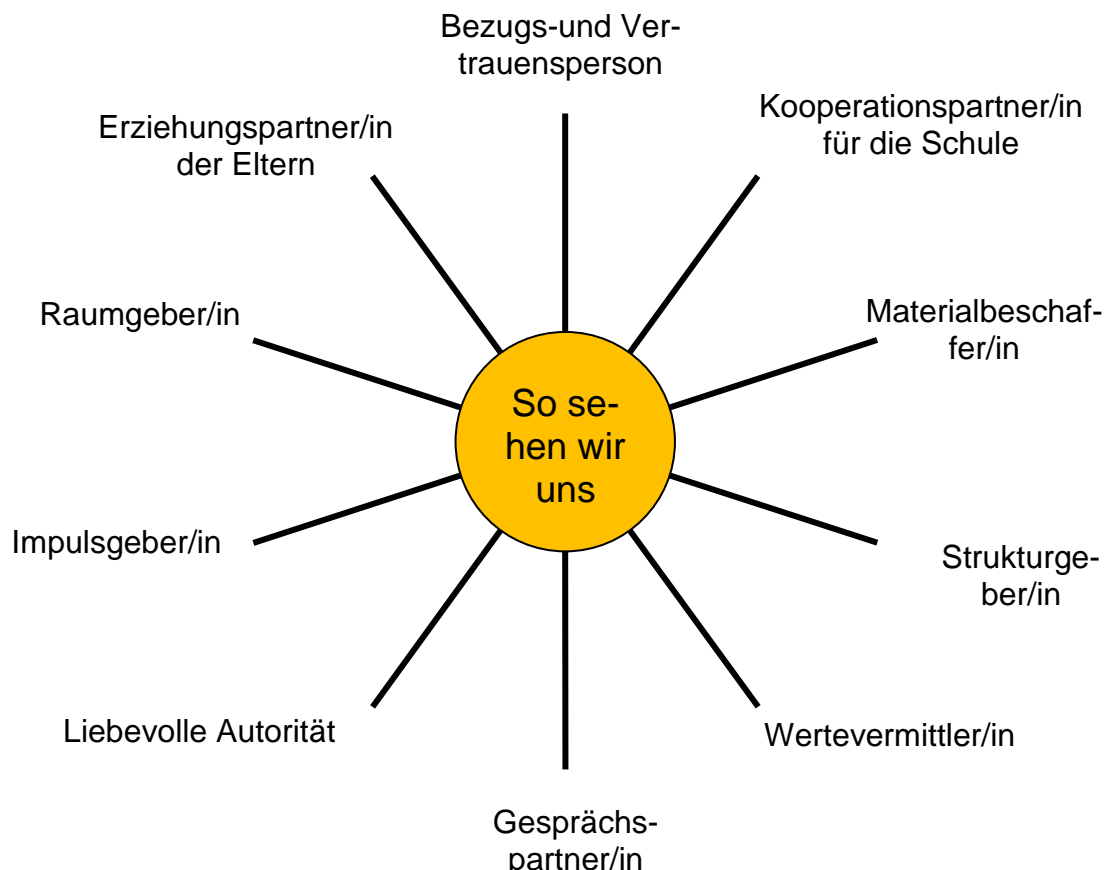 Bezugs-und Ver-
trauensperson
Kooperationspartner/in
für die Schule
Erziehungspartner/in
der Eltern
Raumgeber/in
Materialbeschaf-
fer/in
So se-
hen wir
uns
Impulsgeber/in
Strukturge-
ber/in
Liebevolle Autorität
Wertevermittler/in
Gesprächs-
partner/in